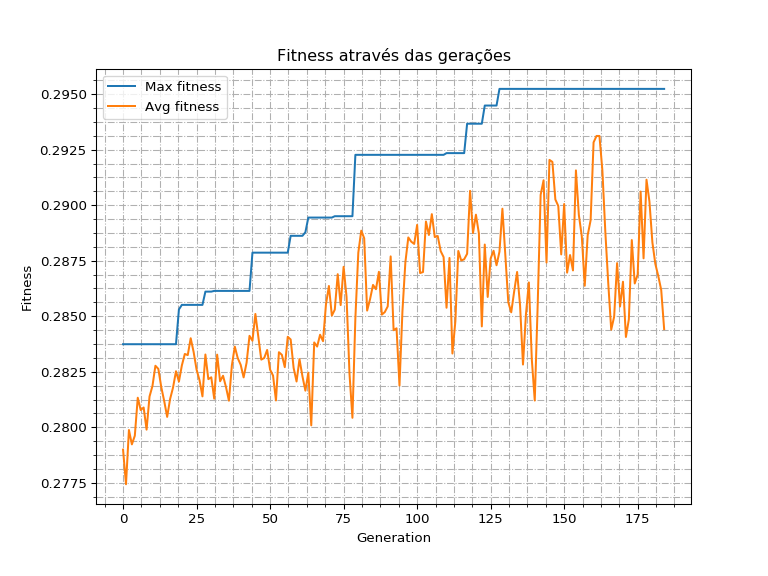 Fitness através das gerações
Max fitness
Avg fitness
Fitness
0.2950
0.2925
0.2900
0.2875
0.2850
0.2825
0.2800
0.2775
0 25 50 75 100 125 150 175
Generation